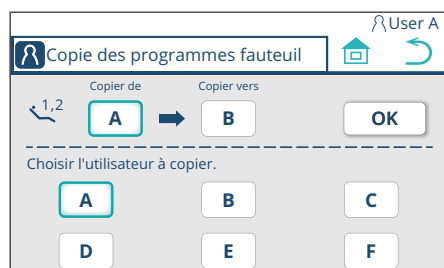 User A
Copie des programmes fauteuil
Copier de Copier vers
1,2 A B OK
Choisir l'utilisateur à copier.
A B C
D E F